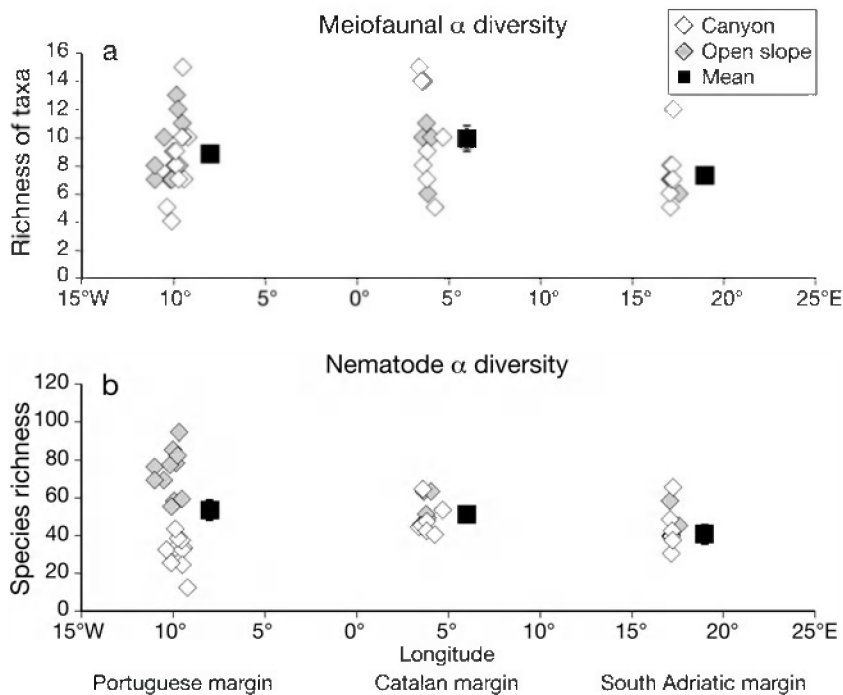 Meiofaunal α diversity
a
Canyon
Open slope
Mean
Richness of taxa
16
14
12
10
8
6
4
2
0
15°W 10° 5° 0° 5° 10° 15° 20° 25°E
Nematode α diversity
b
Species richness
120
100
80
60
40
20
0
15°W 10° 5° 0° 5° 10° 15° 20° 25°E
Longitude
Portuguese margin Catalan margin South Adriatic margin